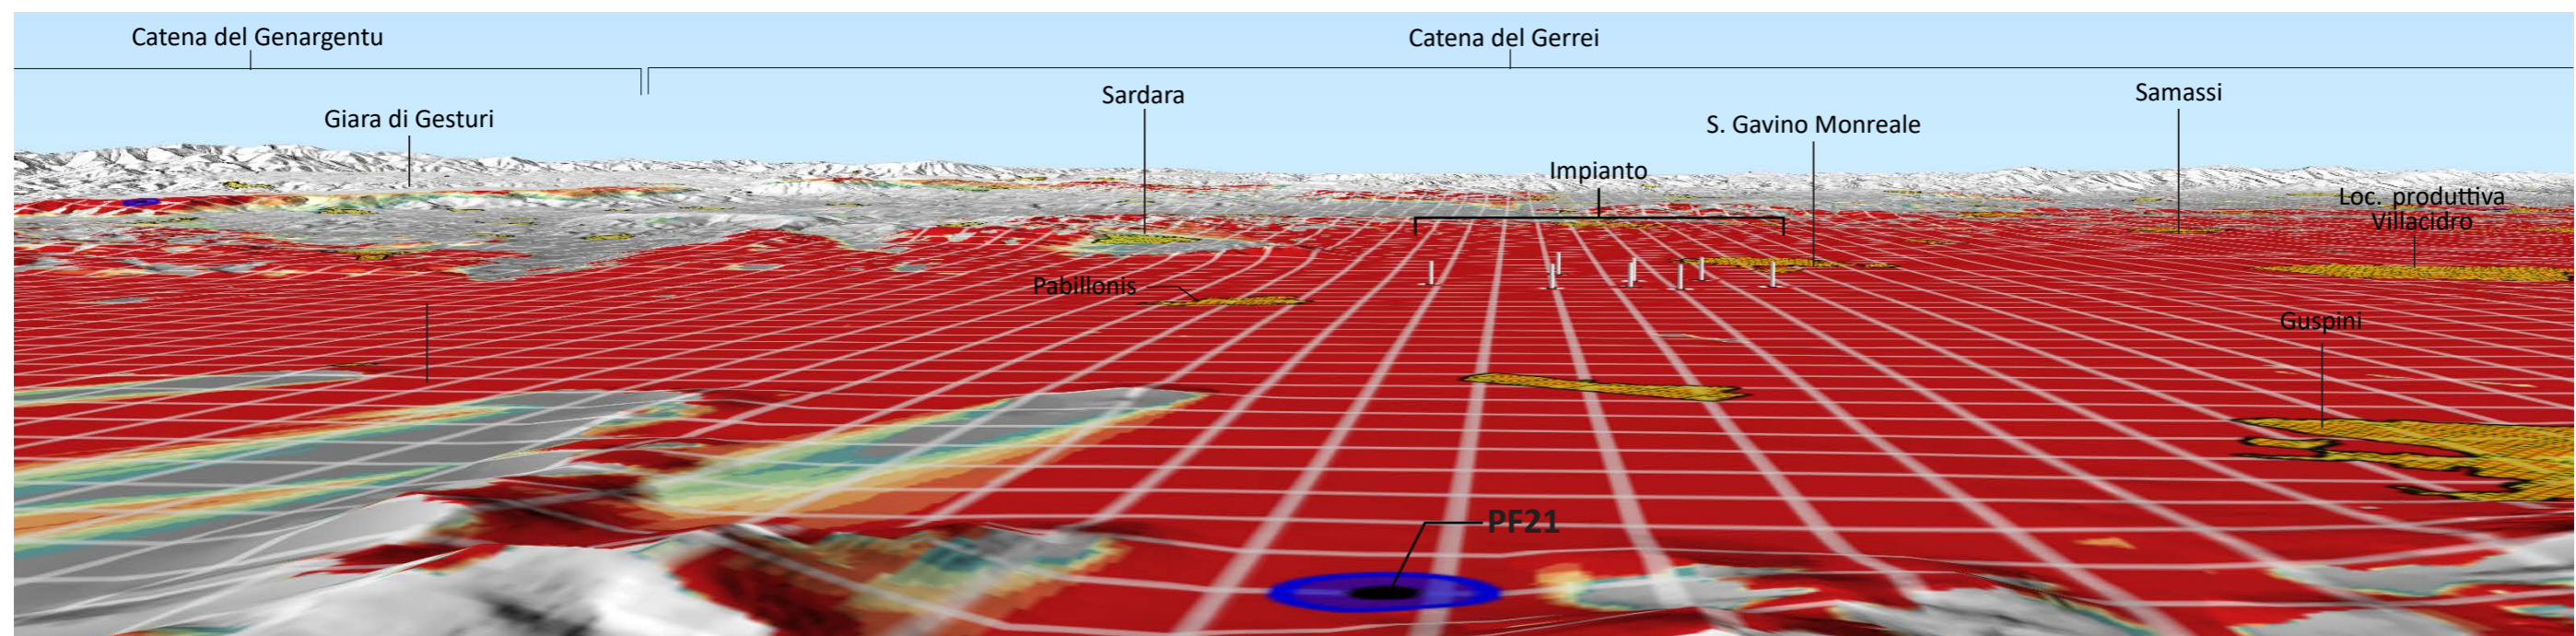 Catena del Genargentu
Catena del Gerrei
Giara di Gesturi
Sardara
Samassi
S. Gavino Monreale
Impianto
Loc. produttiva
Villacidro
Pabillonis
Guspini
PF21